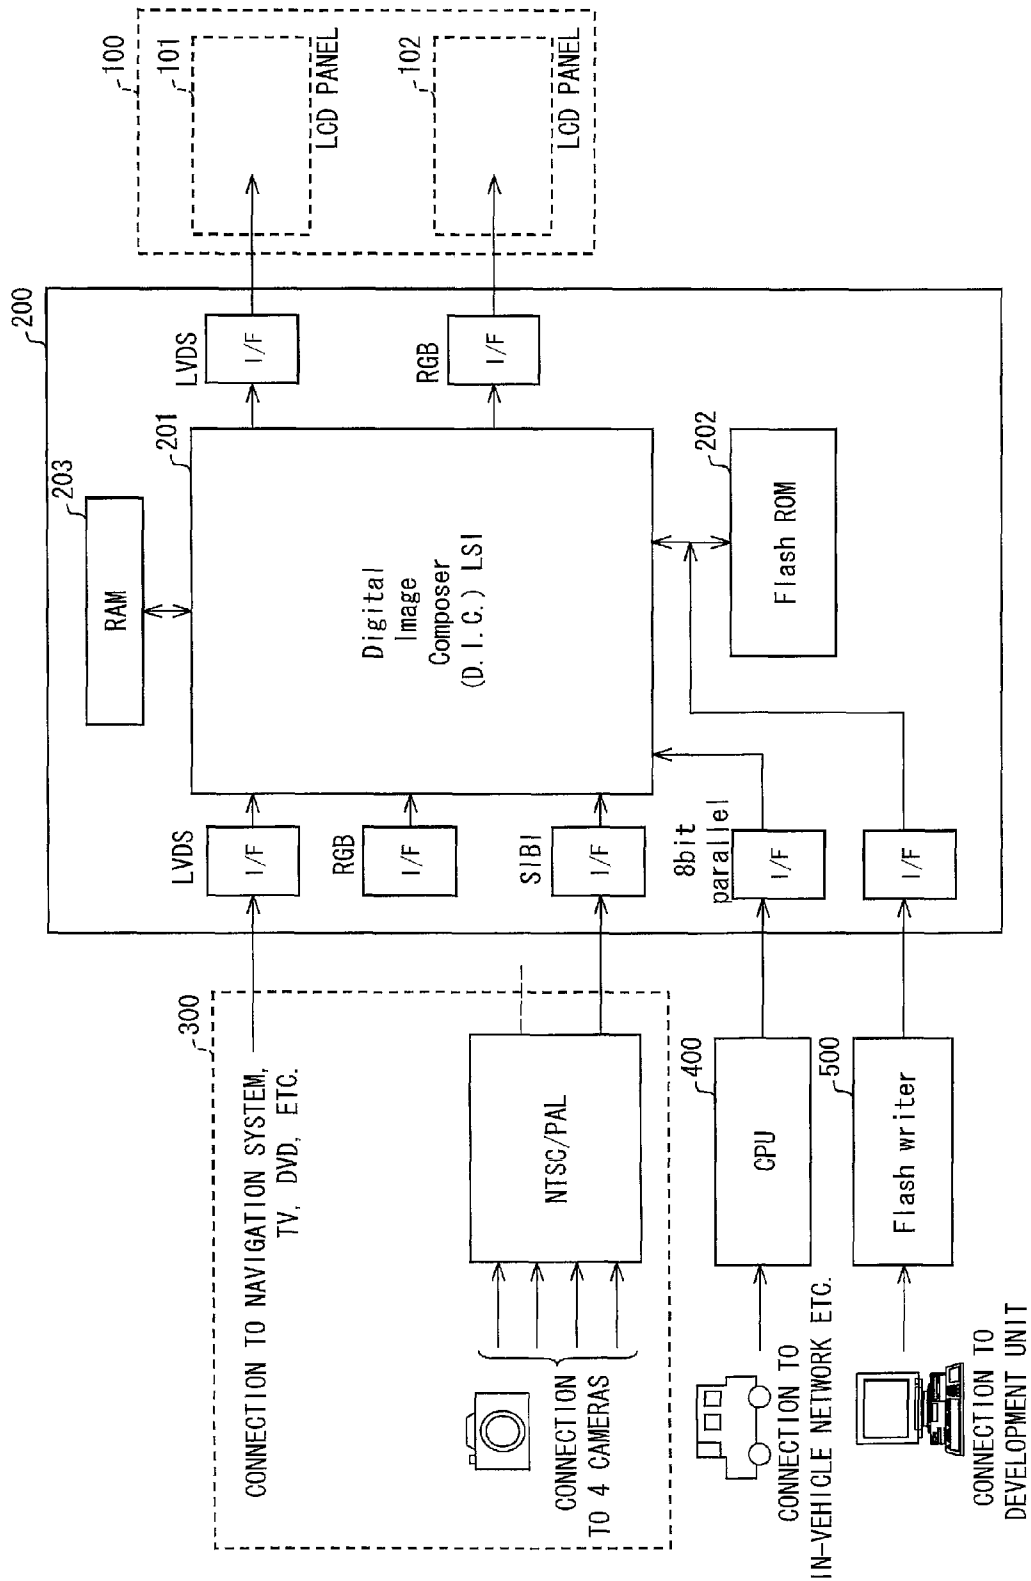 100
101
LCD PANEL
102
LCD PANEL
200
203
RAM
LVDS
I/F
RGB
I/F
201
Digital
Image
Composer
(D.I.C.) LSI
202
Flash ROM
LVDS
I/F
RGB
I/F
SIBI
I/F
8bit
parallel
I/F
I/F
300
CONNECTION TO NAVIGATION SYSTEM,
TV, DVD, ETC.
NTSC/PAL
CONNECTION
TO 4 CAMERAS
400
CPU
CONNECTION TO
IN-VEHICLE NETWORK ETC.
500
Flash writer
CONNECTION TO
DEVELOPMENT UNIT